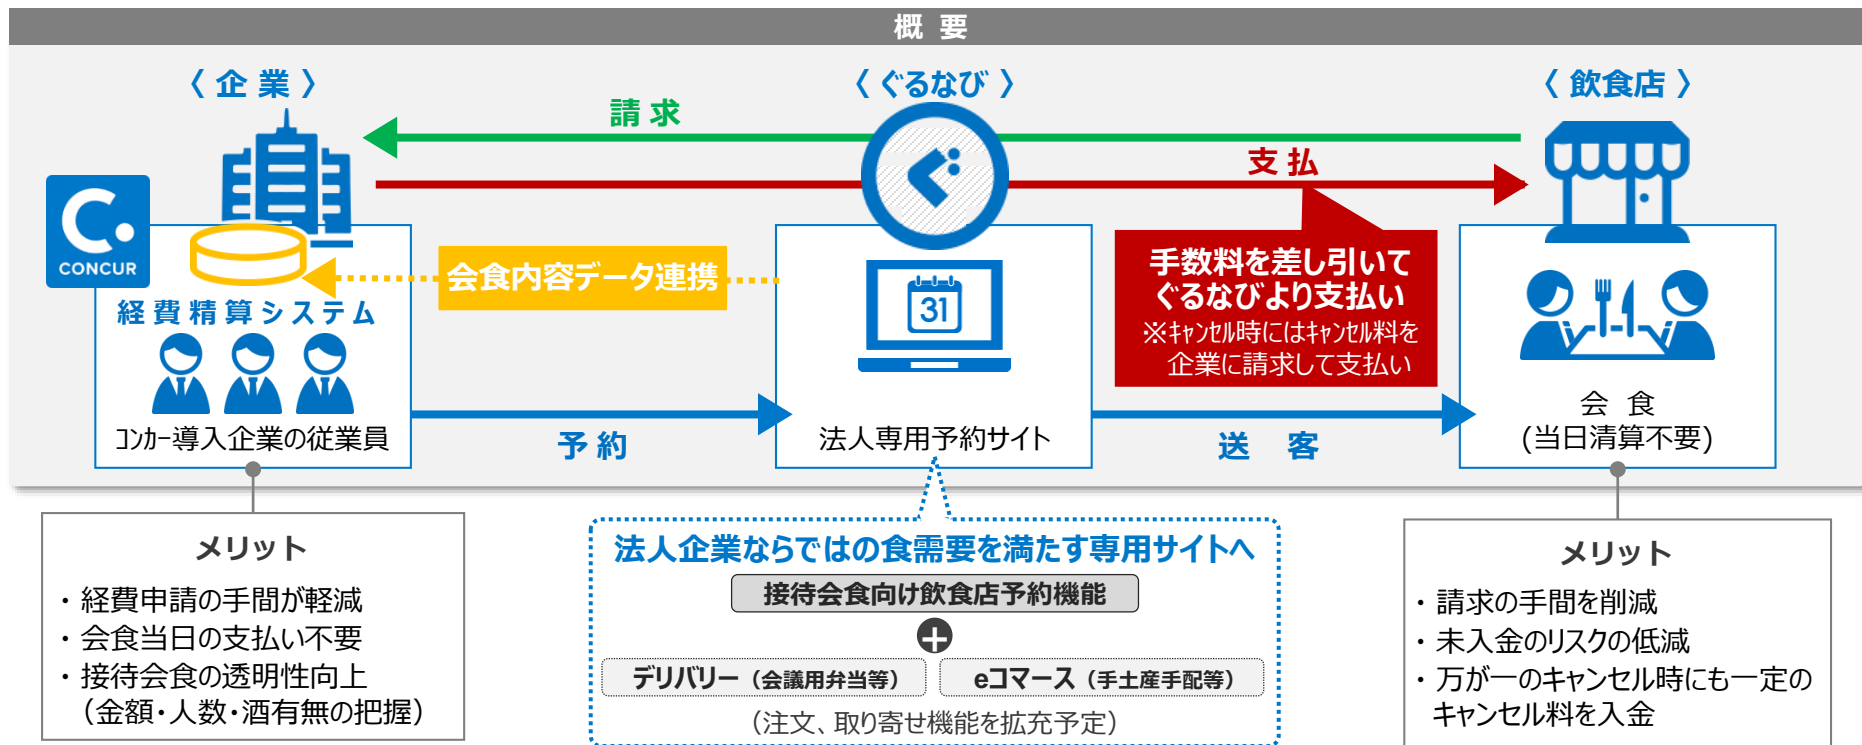 概 要
〈 企 業 〉
〈 ぐるなび 〉
〈 飲食店 〉
請 求
支 払
CONCUR
会食内容データ連携
経費精算システム
31
手数料を差し引いて
ぐるなびより支払い
※キャンセル時にはキャンセル料を
企業に請求して支払い
コンカー導入企業の従業員
予 約
法人専用予約サイト
送 客
会 食
(当日清算不要)
メリット
・ 経費申請の手間が軽減
・ 会食当日の支払い不要
・ 接待会食の透明性向上
（金額・人数・酒有無の把握）
法人企業ならではの食需要を満たす専用サイトへ
接待会食向け飲食店予約機能
+
デリバリー（会議用弁当等）
eコマース（手土産手配等）
（注文、取り寄せ機能を拡充予定）
メリット
・ 請求の手間を削減
・ 未入金のリスクの低減
・ 万が一のキャンセル時にも一定の
キャンセル料を入金